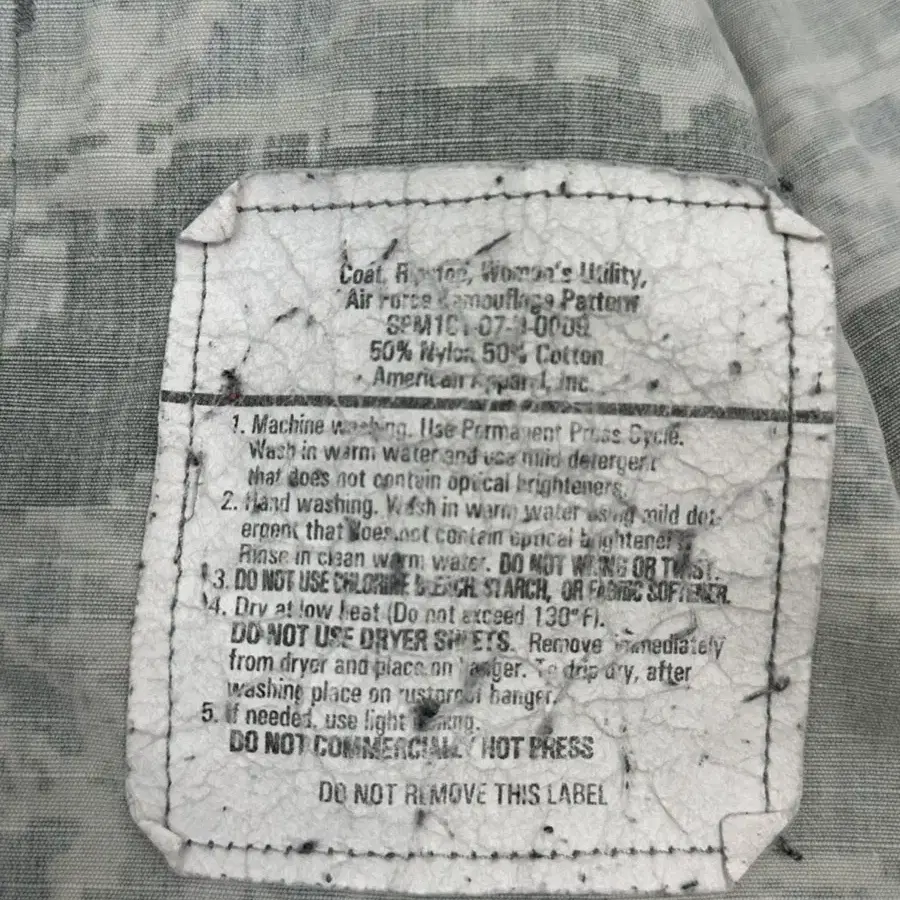 Coat, Ripstop, Woman's Utility,
Air Force Camouflage Pattern
50% Nylon 50% Cotton
American Apparel, Inc.
1. Machine washing. Use Permanent Press Cycle.
Wash in warm water and use mild detergent
that does not contain optical brighteners.
2. Hand washing. Wash in warm water using mild det-
ergent that does not contain optical brighteners.
Rinse in clean warm water. DO NOT WRING OR TWIST.
3. DO NOT USE CHLORINE BLEACH, STARCH, OR FABRIC SOFTENER.
4. Dry at low heat (Do not exceed 130°F).
DO NOT USE DRYER SHEETS. Remove immediately
from dryer and place on hanger. To drip dry, after
washing place on rustproof hanger.
5. If needed, use light ironing.
DO NOT COMMERCIALLY HOT PRESS
DO NOT REMOVE THIS LABEL